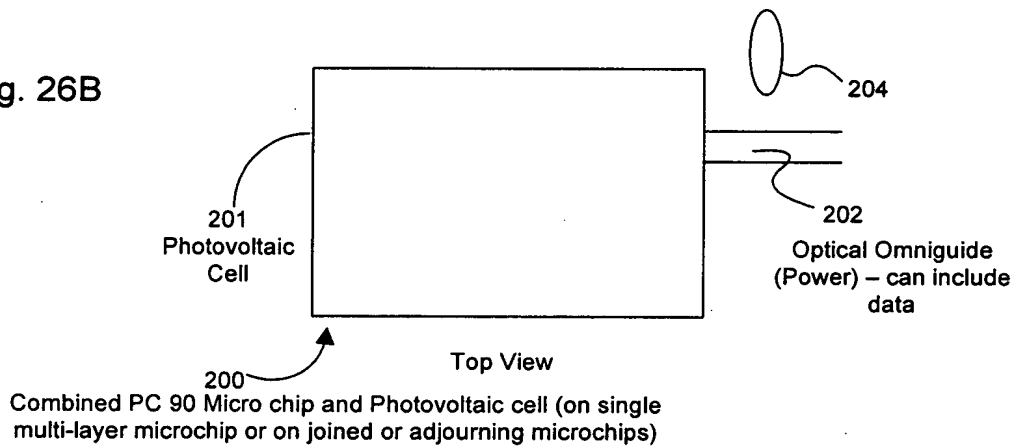 g. 26B
204
201
Photovoltaic
Cell
202
Optical Omniguide
(Power) – can include
data
Top View
200
Combined PC 90 Micro chip and Photovoltaic cell (on single
multi-layer microchip or on joined or adjourning microchips)